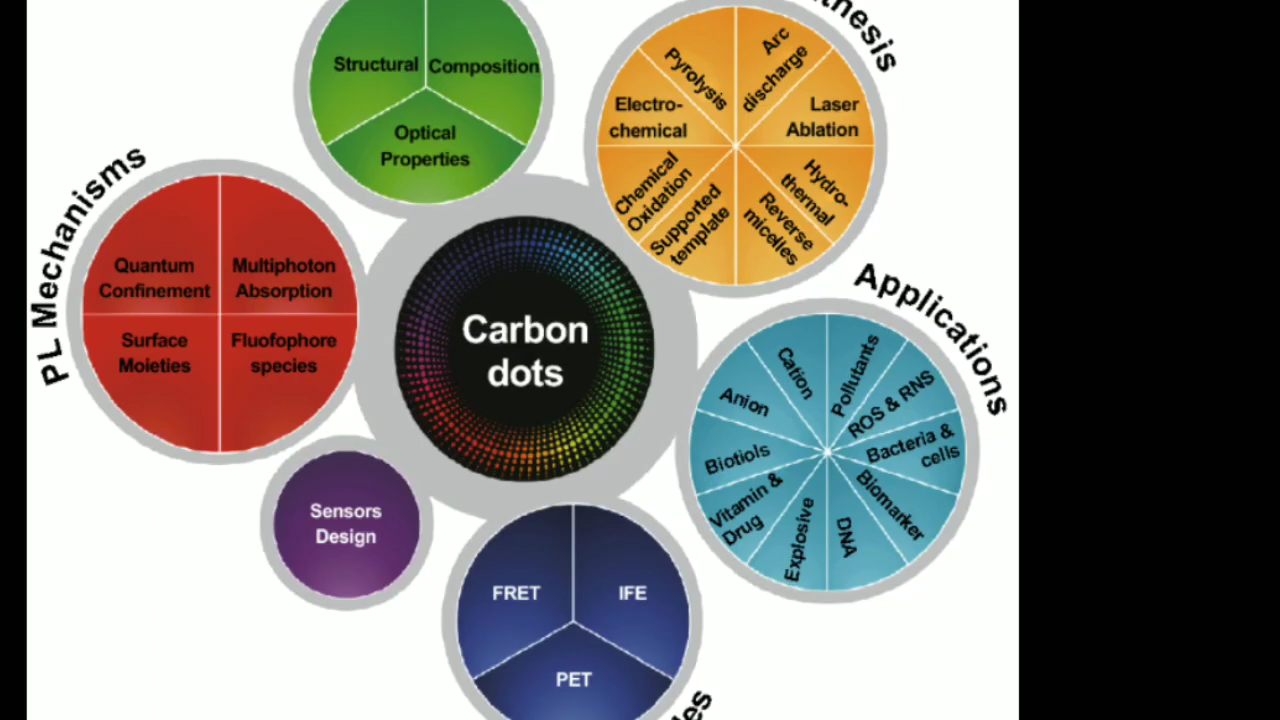 Structural
Composition
Optical
Properties
thesis
Pyrolysis
Arc
discharge
Laser
Ablation
Hydro-
thermal
Reverse
micelles
Supported
template
Chemical
Oxidation
Electro-
chemical
PL Mechanisms
Quantum
Confinement
Multiphoton
Absorption
Surface
Moieties
Fluofophore
species
Carbon
dots
Applications
Cation
Pollutants
ROS & RNS
Bacteria &
cells
Biomarker
DNA
Explosive
Vitamin &
Drug
Biotiols
Anion
Sensors
Design
FRET
IFE
PET